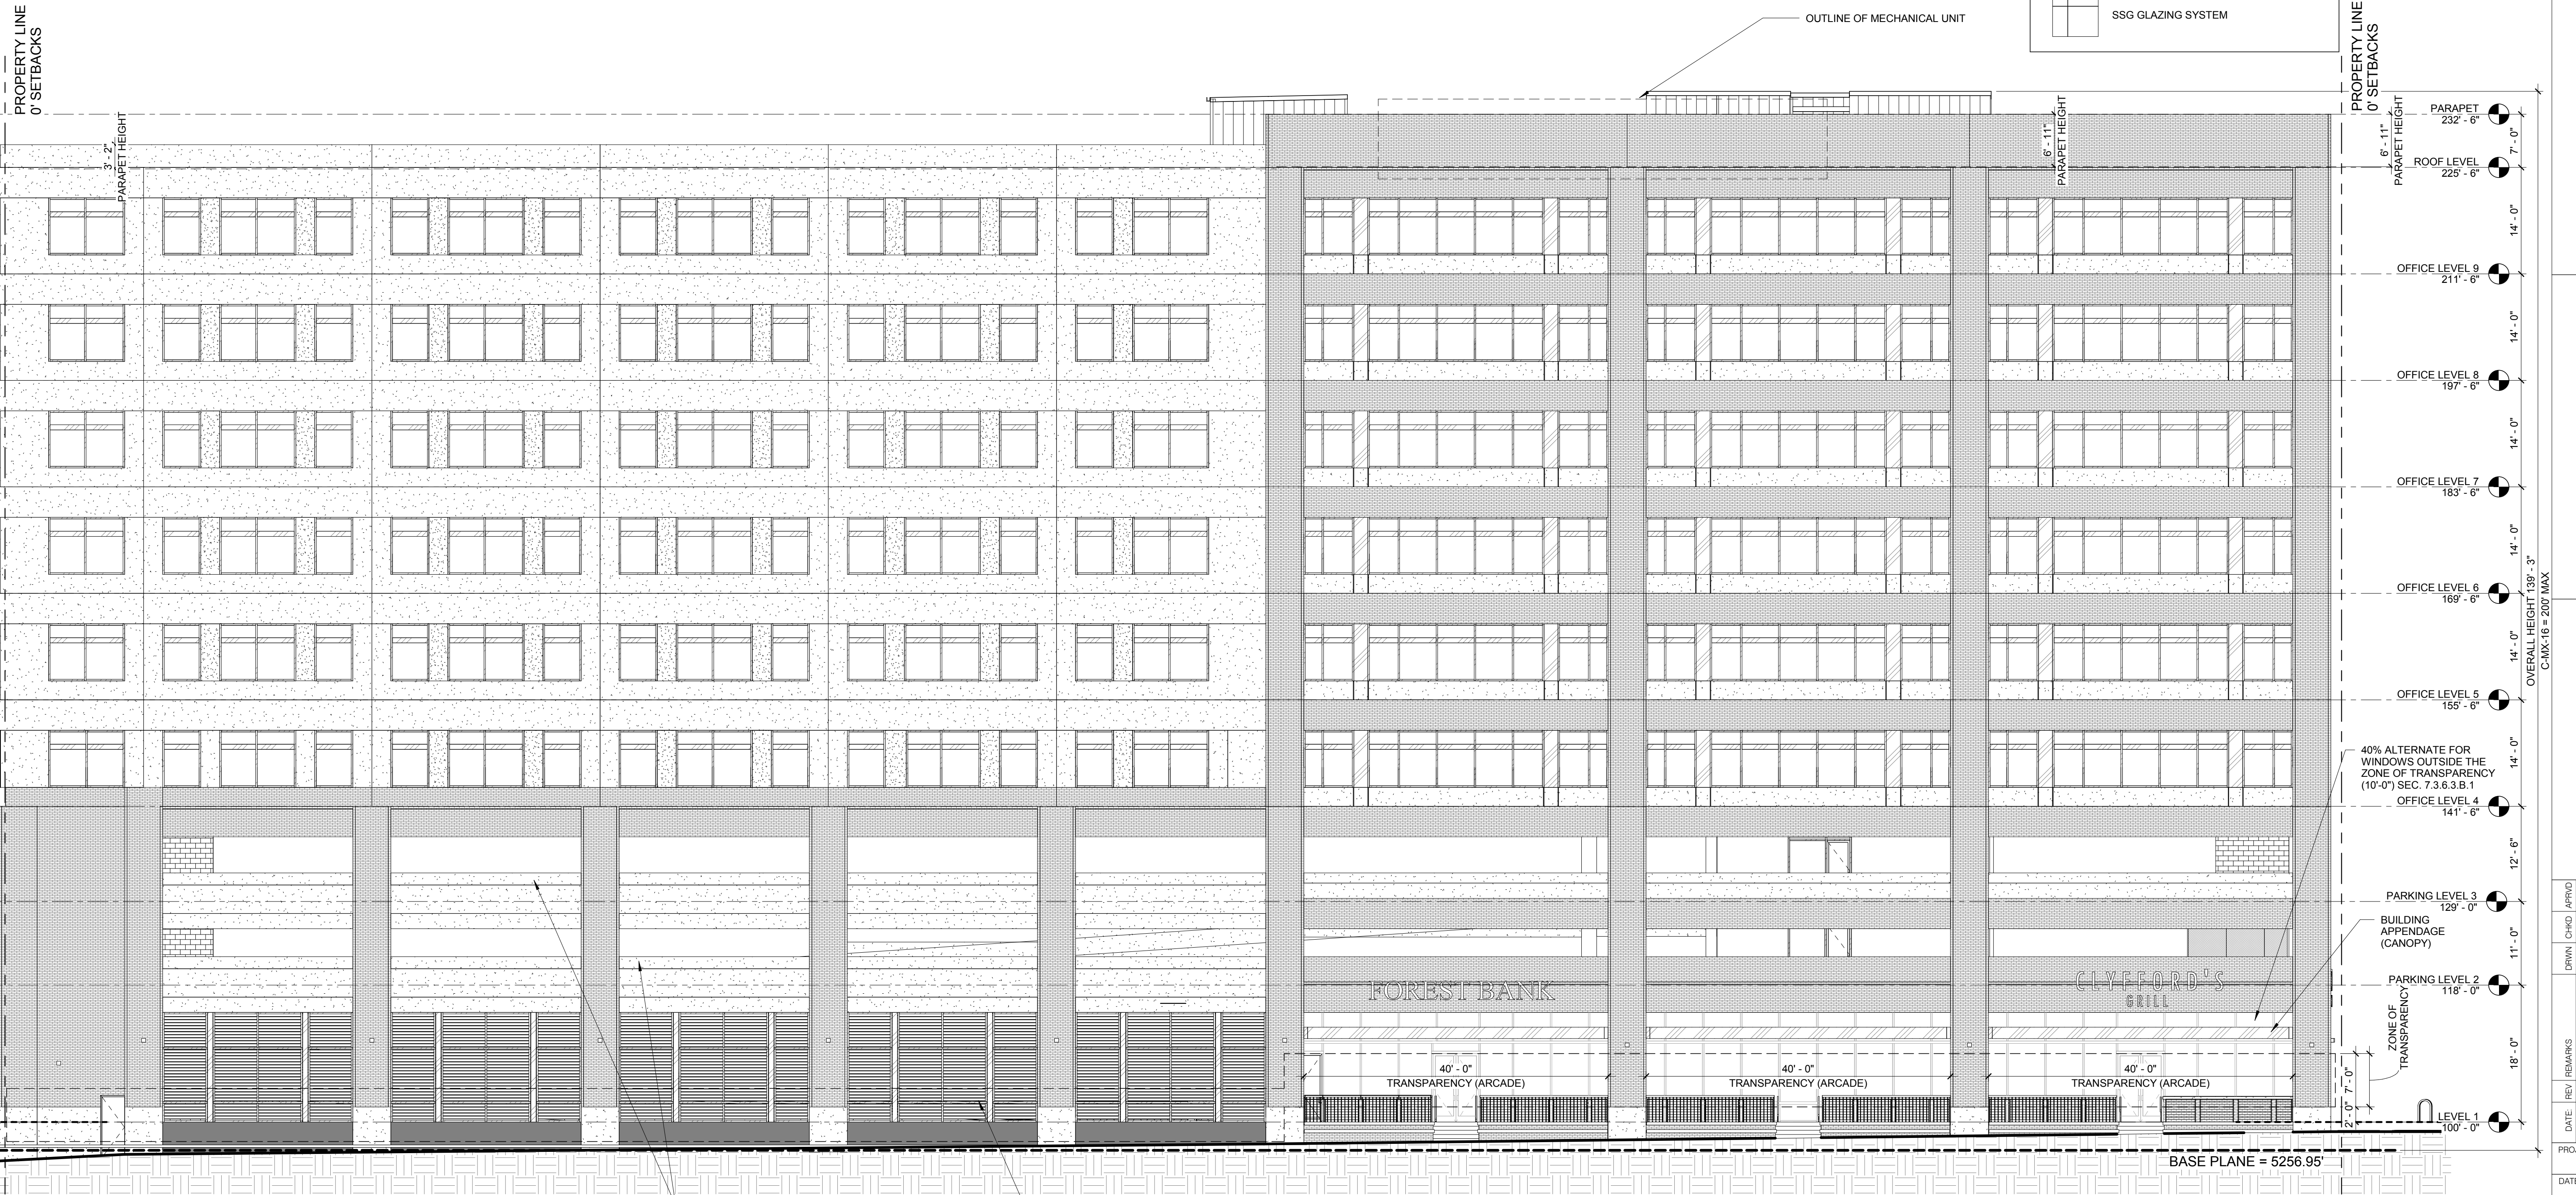 PROPERTY LINE
0' SETBACKS
OUTLINE OF MECHANICAL UNIT
SSG GLAZING SYSTEM
PROPERTY LINE
0' SETBACKS
3' - 2"
PARAPET HEIGHT
6' - 11"
PARAPET HEIGHT
6' - 11"
PARAPET HEIGHT
PARAPET
232' - 6"
7' - 0"
ROOF LEVEL
225' - 6"
14' - 0"
OFFICE LEVEL 9
211' - 6"
14' - 0"
OFFICE LEVEL 8
197' - 6"
14' - 0"
OFFICE LEVEL 7
183' - 6"
14' - 0"
OFFICE LEVEL 6
169' - 6"
14' - 0"
OVERALL HEIGHT 139' - 3"
C-MX-16 = 200' MAX
OFFICE LEVEL 5
155' - 6"
14' - 0"
40% ALTERNATE FOR
WINDOWS OUTSIDE THE
ZONE OF TRANSPARENCY
(10'-0") SEC. 7.3.6.3.B.1
OFFICE LEVEL 4
141' - 6"
12' - 6"
PARKING LEVEL 3
129' - 0"
BUILDING
APPENDAGE
(CANOPY)
11' - 0"
PARKING LEVEL 2
118' - 0"
FOREST BANK
CLYFFORD'S
GRILL
ZONE OF
TRANSPARENCY
18' - 0"
40' - 0"
TRANSPARENCY (ARCADE)
40' - 0"
TRANSPARENCY (ARCADE)
40' - 0"
TRANSPARENCY (ARCADE)
7' - 0"
2' - 0"
LEVEL 1
100' - 0"
BASE PLANE = 5256.95'
DATE: REV REMARKS DRWN CHKD APRVD
PRO
DAT